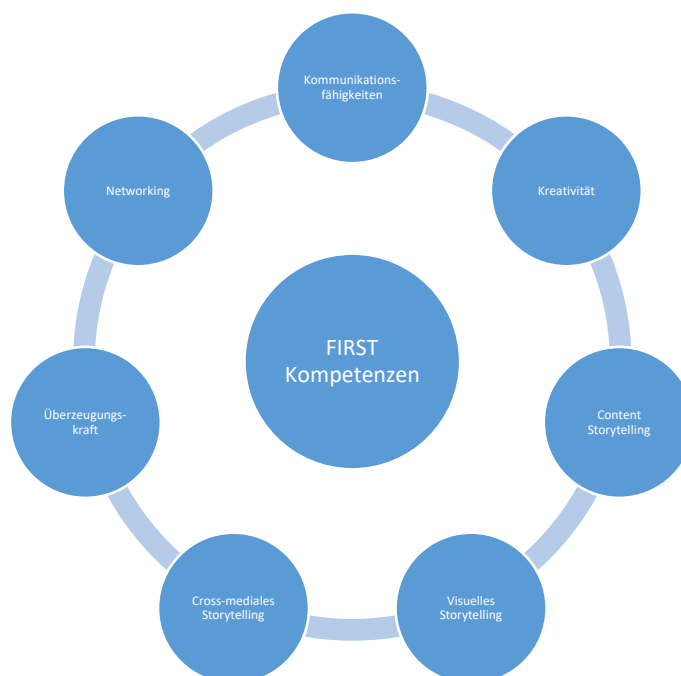 Kommunikations-
fähigkeiten
Kreativität
Content
Storytelling
Visuelles
Storytelling
Cross-mediales
Storytelling
Überzeugungs-
kraft
Networking
FIRST
Kompetenzen